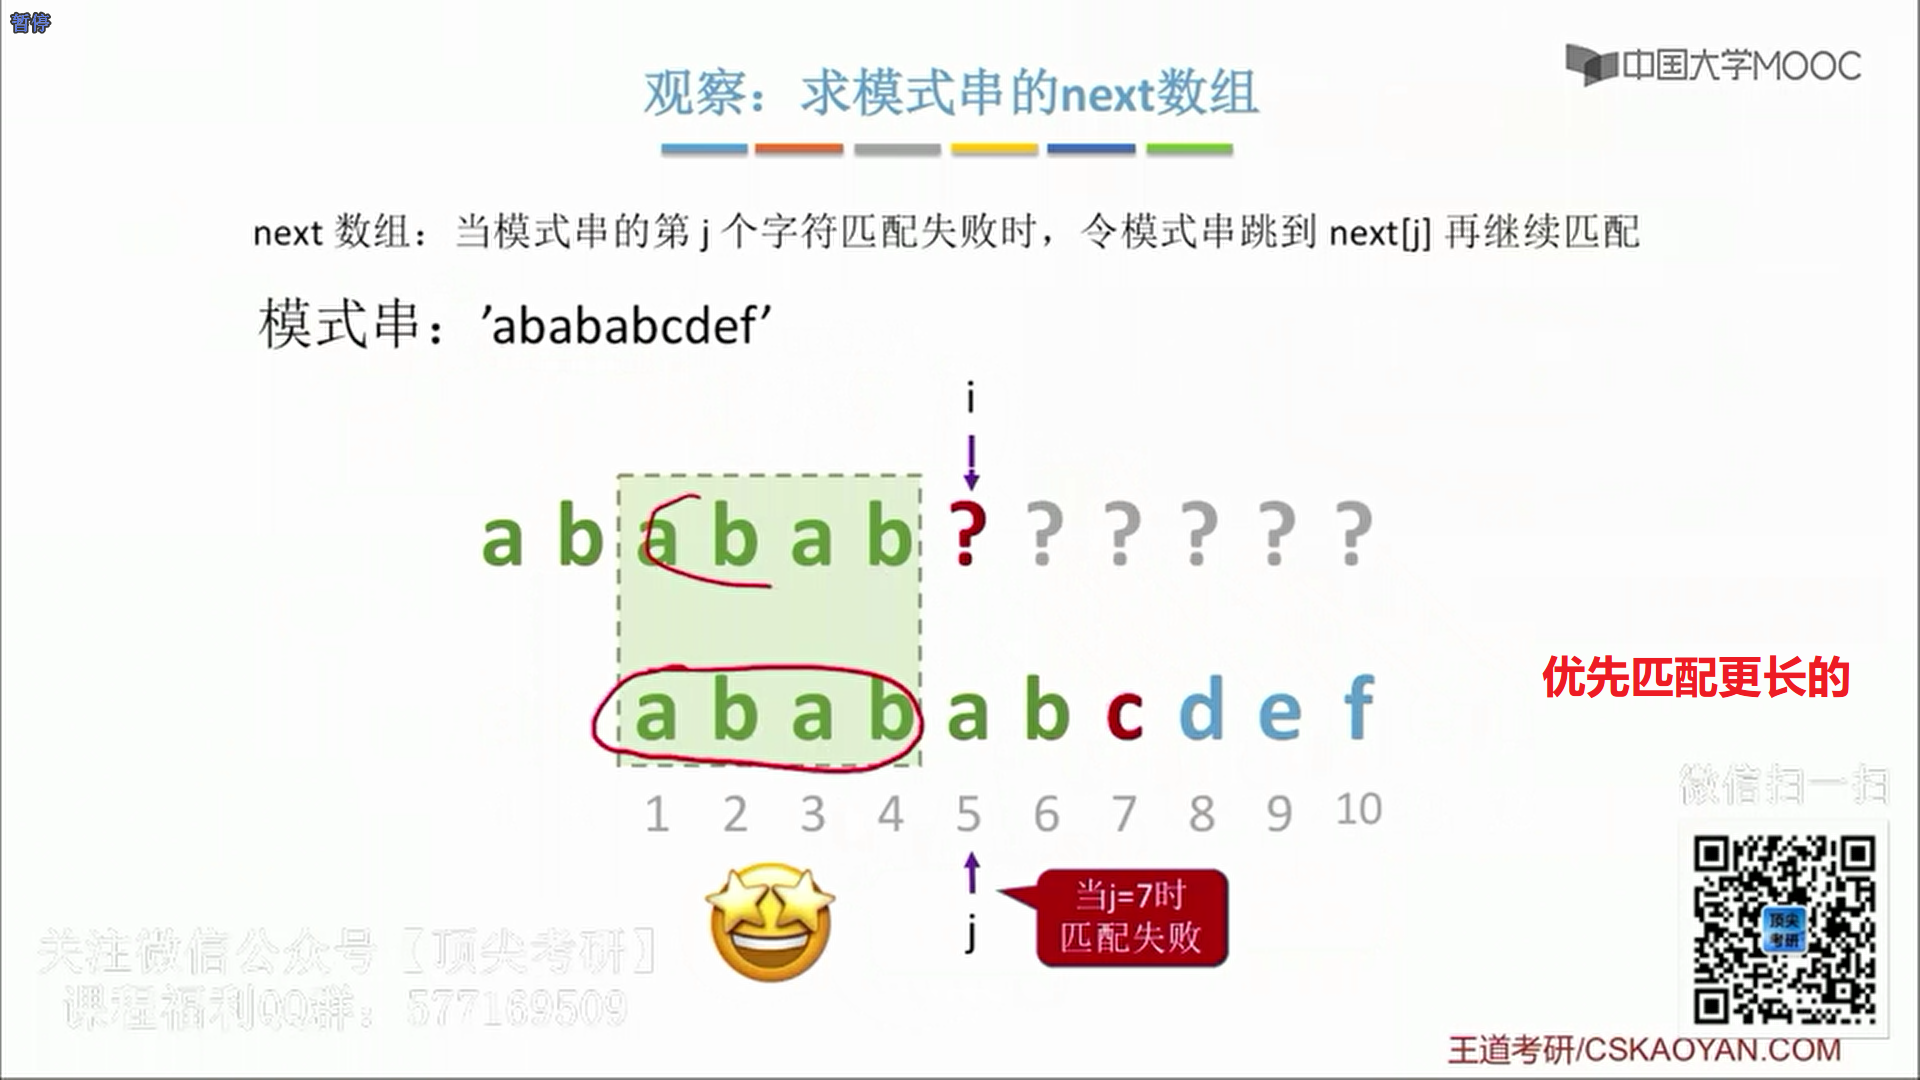 暂停
中国大学MOOC
观察：求模式串的next数组
next 数组：当模式串的第 j 个字符匹配失败时，令模式串跳到 next[j] 再继续匹配
模式串：’abababcdef’
i
a b a b a b ? ? ? ? ? ?
优先匹配更长的
a b a b a b c d e f
1 2 3 4 5 6 7 8 9 10
j
当j=7时
匹配失败
微信扫一扫
顶尖
考研
关注微信公众号【顶尖考研】
课程福利QQ群：577169509
王道考研/CSKAOYAN.COM